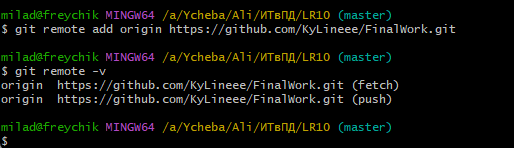 milad@freychik MINGW64 /a/Ycheba/Ali/ИТвПД/LR10 (master)
$ git remote add origin https://github.com/KyLineee/FinalWork.git
milad@freychik MINGW64 /a/Ycheba/Ali/ИТвПД/LR10 (master)
$ git remote -v
origin  https://github.com/KyLineee/FinalWork.git (fetch)
origin  https://github.com/KyLineee/FinalWork.git (push)
milad@freychik MINGW64 /a/Ycheba/Ali/ИТвПД/LR10 (master)
$